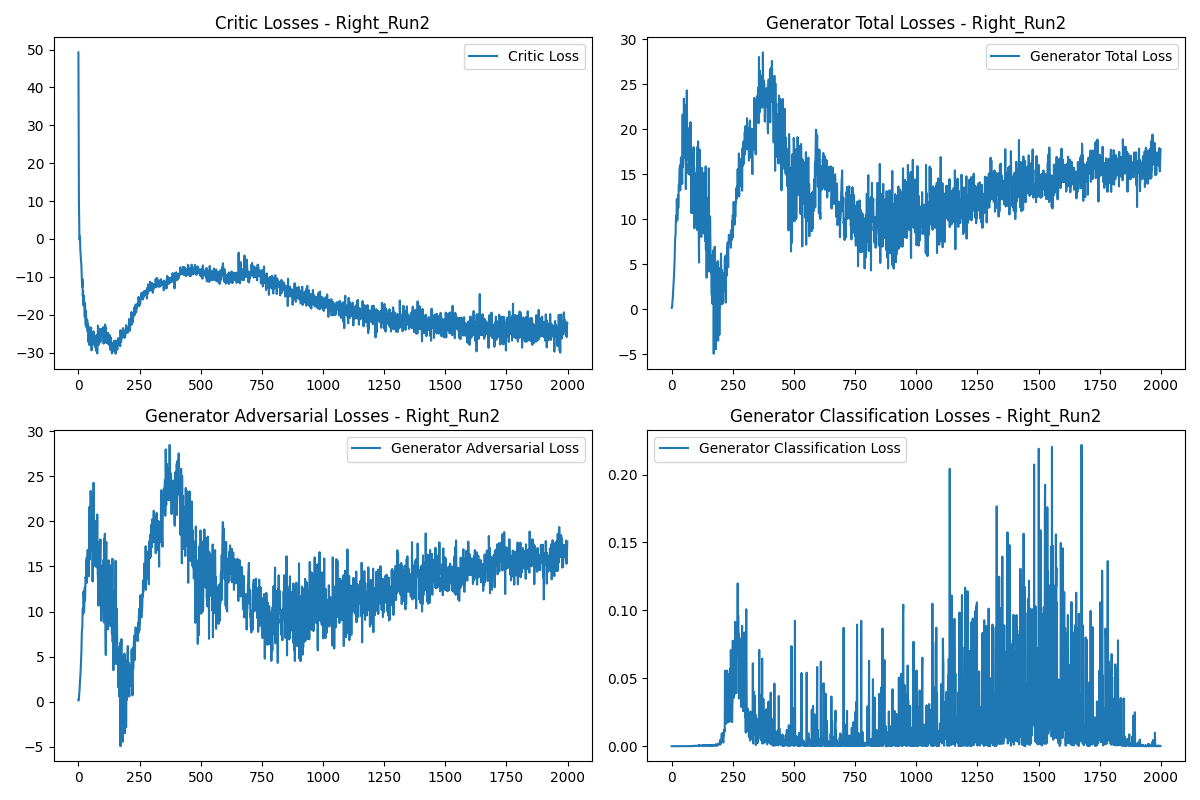 Critic Losses - Right_Run2
Critic Loss
50
40
30
20
10
0
−10
−20
−30
0 250 500 750 1000 1250 1500 1750 2000
Generator Total Losses - Right_Run2
Generator Total Loss
30
25
20
15
10
5
0
−5
0 250 500 750 1000 1250 1500 1750 2000
Generator Adversarial Losses - Right_Run2
Generator Adversarial Loss
30
25
20
15
10
5
0
−5
0 250 500 750 1000 1250 1500 1750 2000
Generator Classification Losses - Right_Run2
Generator Classification Loss
0.20
0.15
0.10
0.05
0.00
0 250 500 750 1000 1250 1500 1750 2000